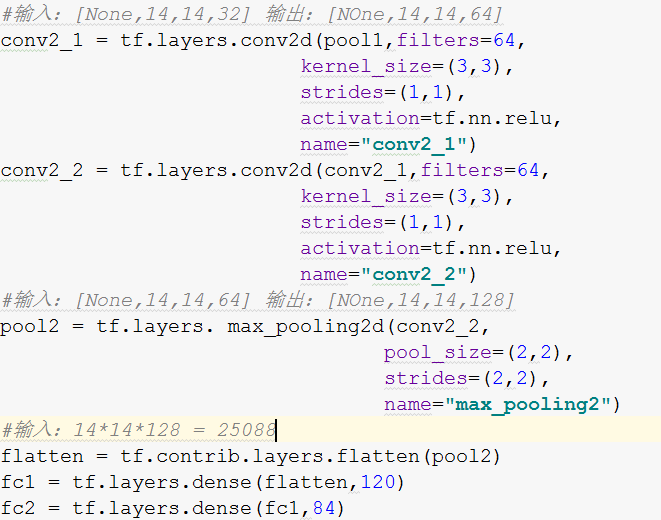 #输入：[None,14,14,32] 输出：[NOne,14,14,64]
conv2_1 = tf.layers.conv2d(pool1,filters=64,
kernel_size=(3,3),
strides=(1,1),
activation=tf.nn.relu,
name="conv2_1")
conv2_2 = tf.layers.conv2d(conv2_1,filters=64,
kernel_size=(3,3),
strides=(1,1),
activation=tf.nn.relu,
name="conv2_2")
#输入：[None,14,14,64] 输出：[NOne,14,14,128]
pool2 = tf.layers. max_pooling2d(conv2_2,
pool_size=(2,2),
strides=(2,2),
name="max_pooling2")
#输入：14*14*128 = 25088
flatten = tf.contrib.layers.flatten(pool2)
fc1 = tf.layers.dense(flatten,120)
fc2 = tf.layers.dense(fc1,84)